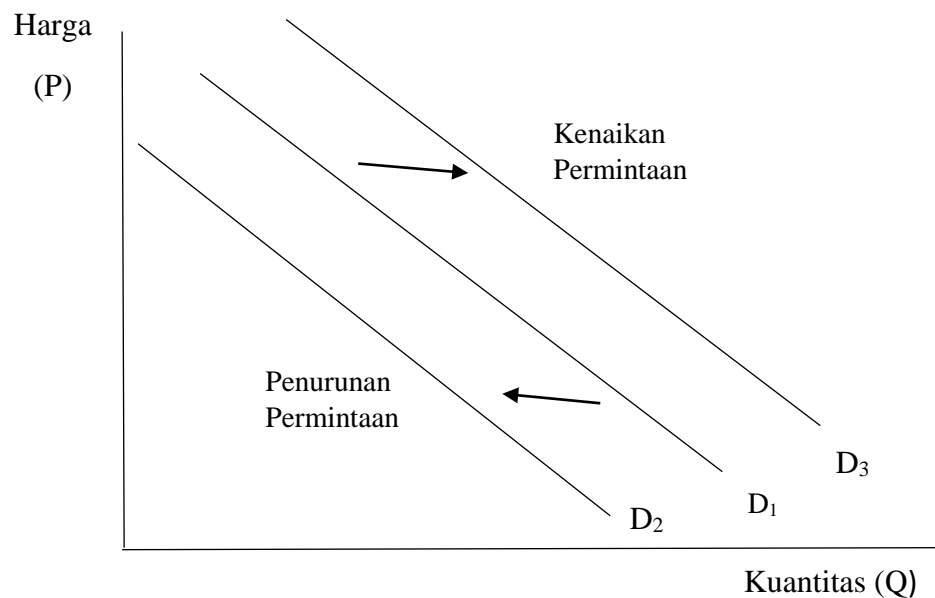 Harga
(P)
Kenaikan
Permintaan
Penurunan
Permintaan
D₃
D₁
D₂
Kuantitas (Q)